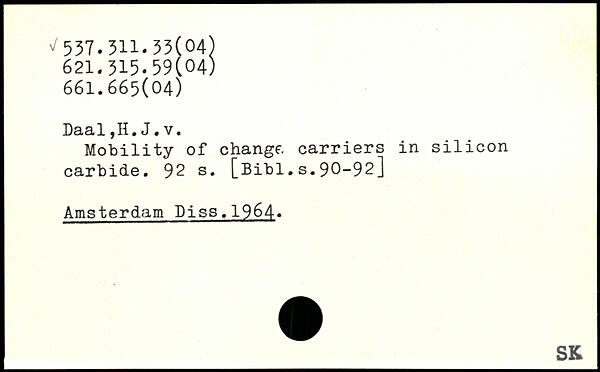 ✓537.311.33(04)
621.315.59(04)
661.665(04)
Daal,H.J.v.
Mobility of change carriers in silicon
carbide. 92 s. [Bibl.s.90-92]
Amsterdam Diss.1964.
SK